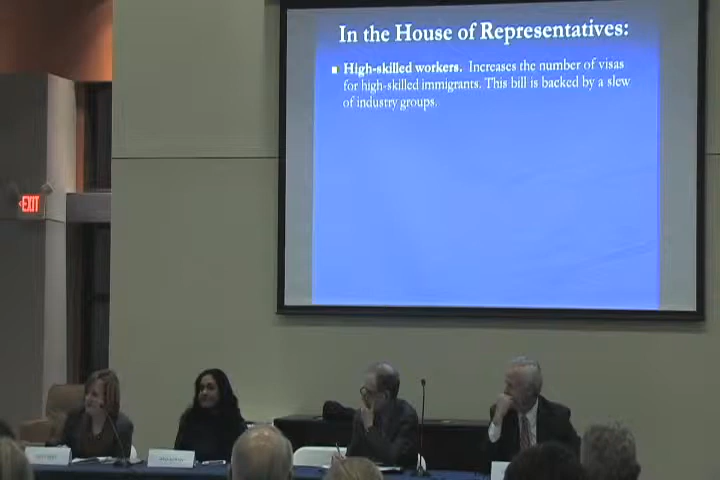 In the House of Representatives:
High-skilled workers. Increases the number of visas
for high-skilled immigrants. This bill is backed by a slew
of industry groups.
EXIT